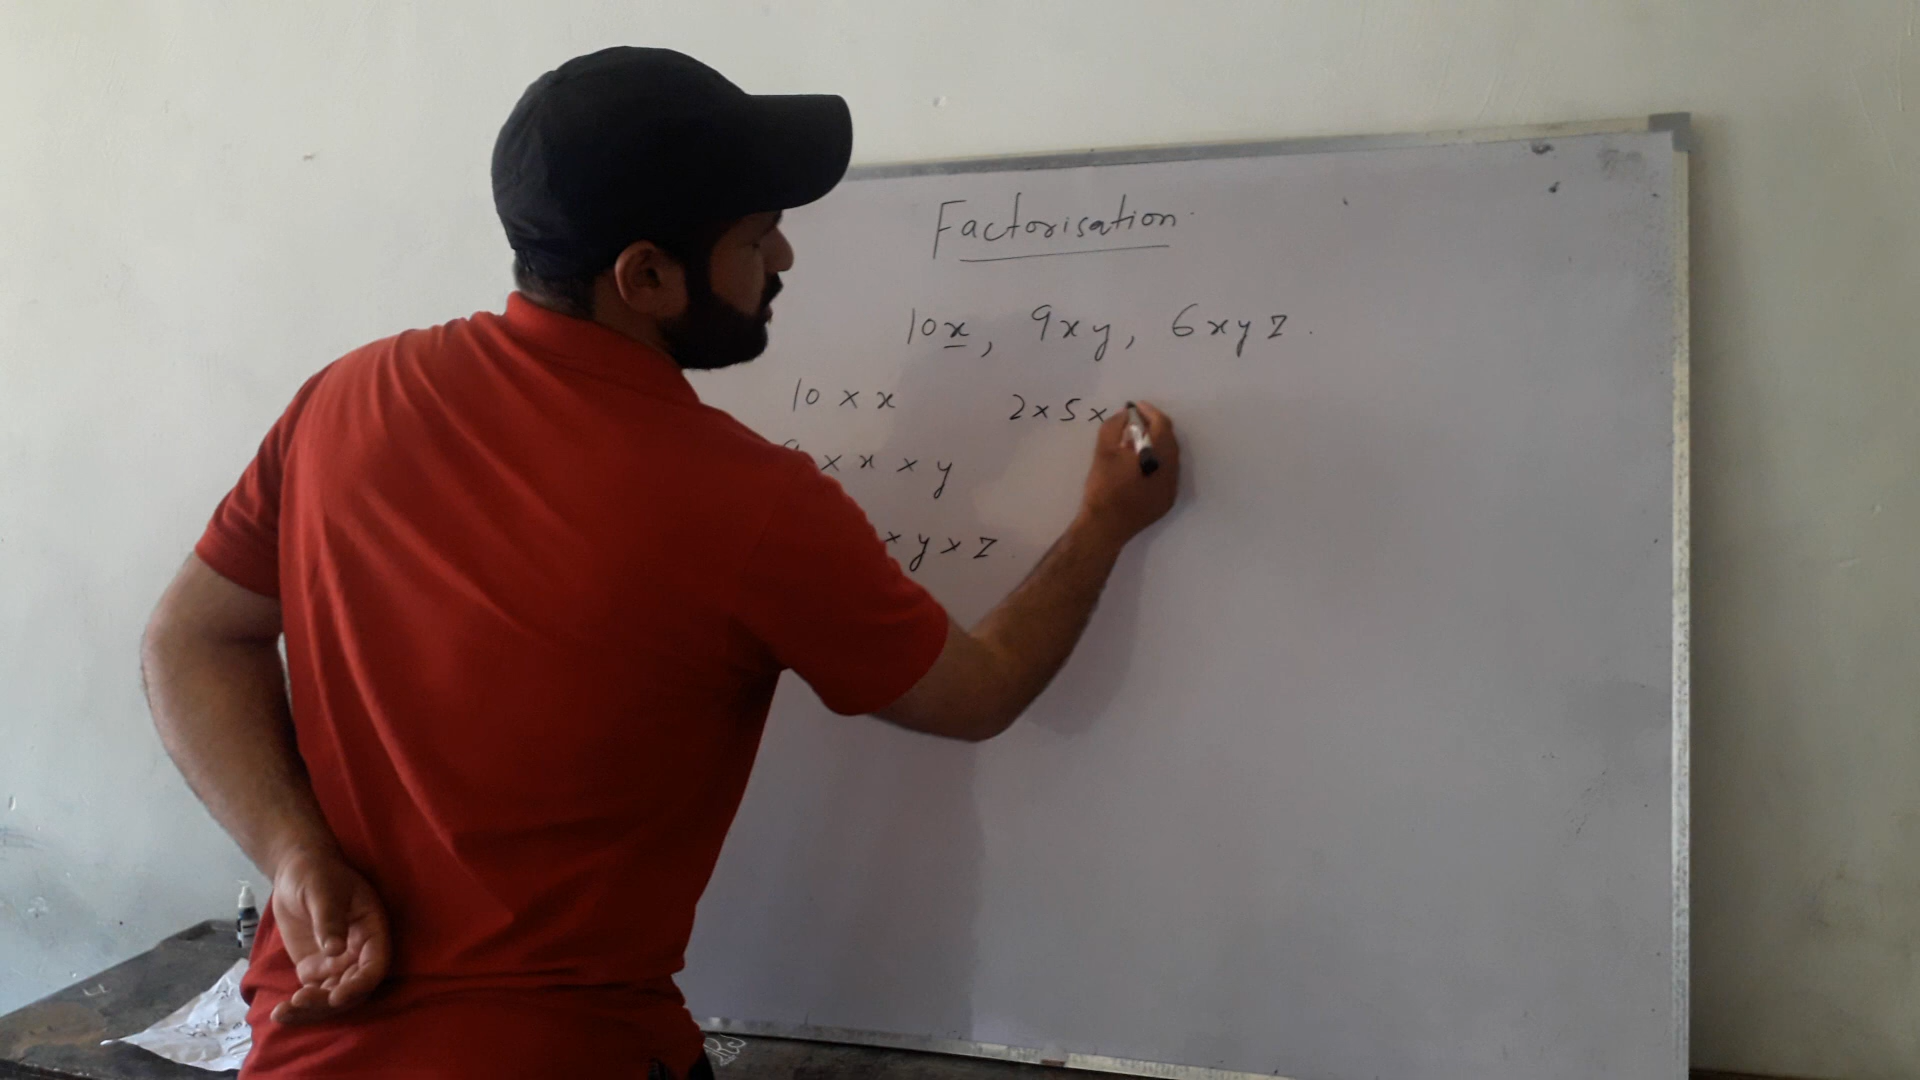 Factorisation.
10x, 9xy, 6xyz.
10 × x 2 × 5 ×
× x × y
× y × z